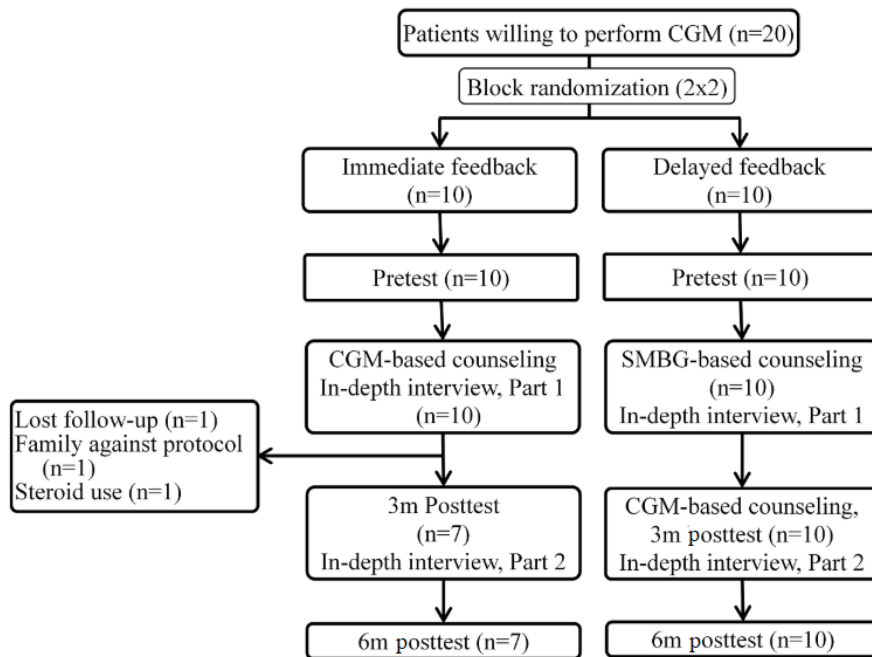 Patients willing to perform CGM (n=20)
Block randomization (2x2)
Immediate feedback
(n=10)
Delayed feedback
(n=10)
Pretest (n=10)
Pretest (n=10)
CGM-based counseling
In-depth interview, Part 1
(n=10)
SMBG-based counseling
(n=10)
In-depth interview, Part 1
Lost follow-up (n=1)
Family against protocol
(n=1)
Steroid use (n=1)
3m Posttest
(n=7)
In-depth interview, Part 2
CGM-based counseling,
3m posttest (n=10)
In-depth interview, Part 2
6m posttest (n=7)
6m posttest (n=10)